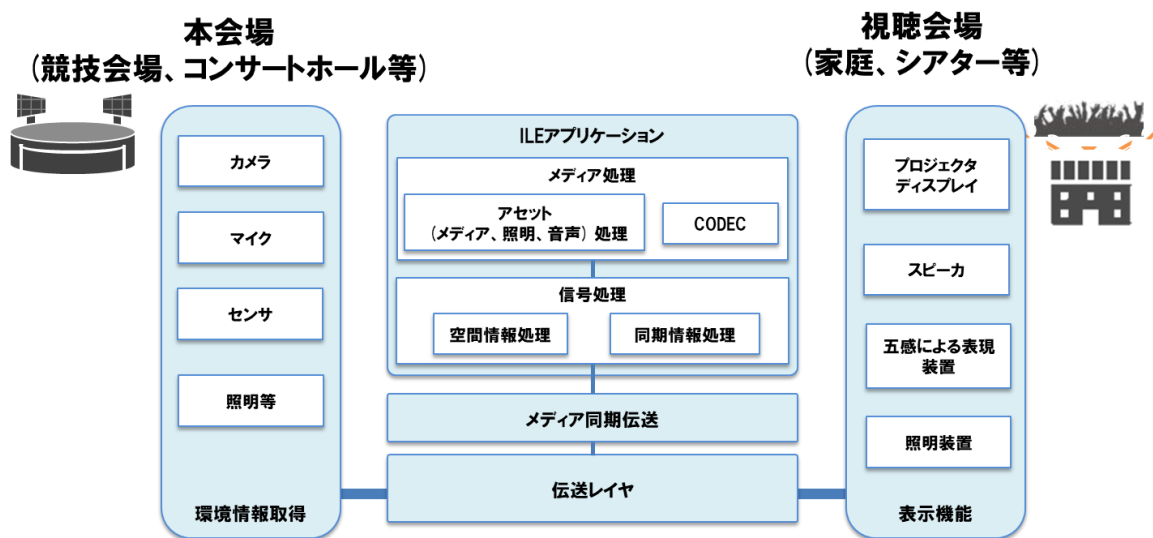 本会場
(競技会場、コンサートホール等)
カメラ
マイク
センサ
照明等
環境情報取得
ILEアプリケーション
メディア処理
アセット
(メディア、照明、音声) 処理
CODEC
信号処理
空間情報処理
同期情報処理
メディア同期伝送
伝送レイヤ
視聴会場
(家庭、シアター等)
プロジェクタ
ディスプレイ
スピーカ
五感による表現
装置
照明装置
表示機能